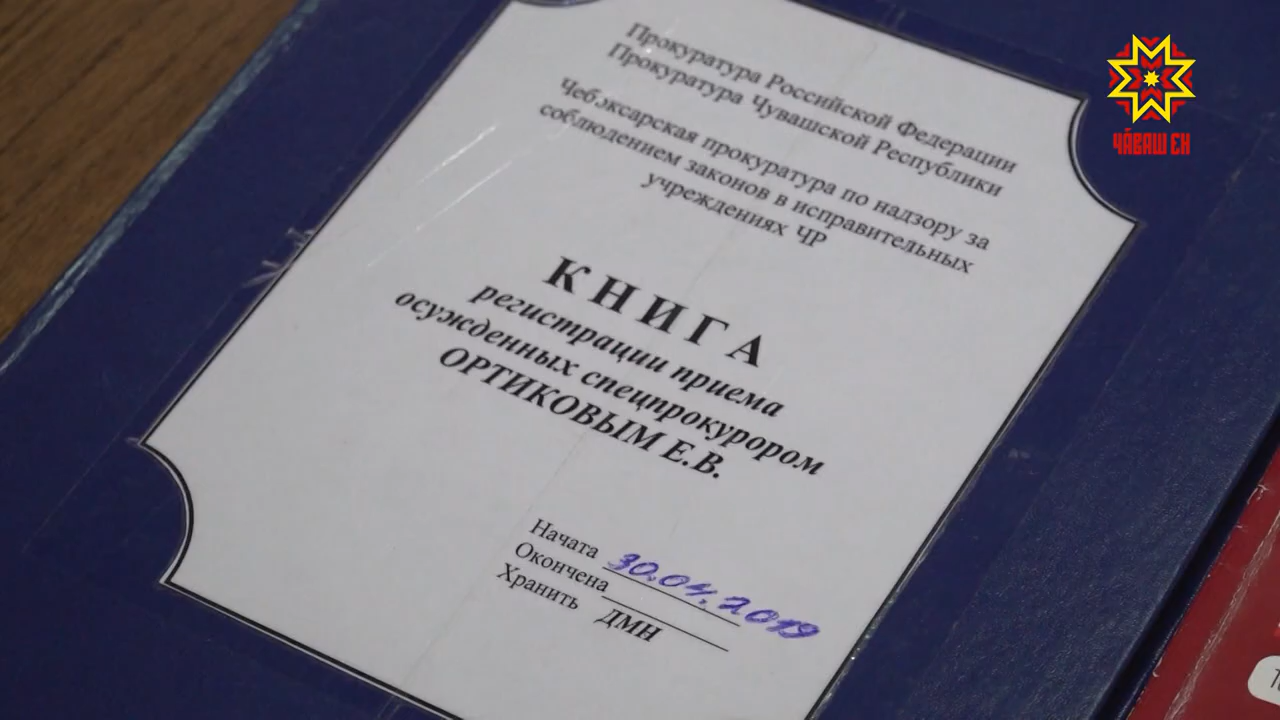 Прокуратура Российской Федерации
Прокуратура Чувашской Республики
Чебоксарская прокуратура по надзору за
соблюдением законов в исправительных
учреждениях ЧР
КНИГА
регистрации приема
осужденных спецпрокурором
ОРТИКОВЫМ Е.В.
Начата 30.04.2019
Окончена
Хранить ДМН
ЧӐВАШ ЕН